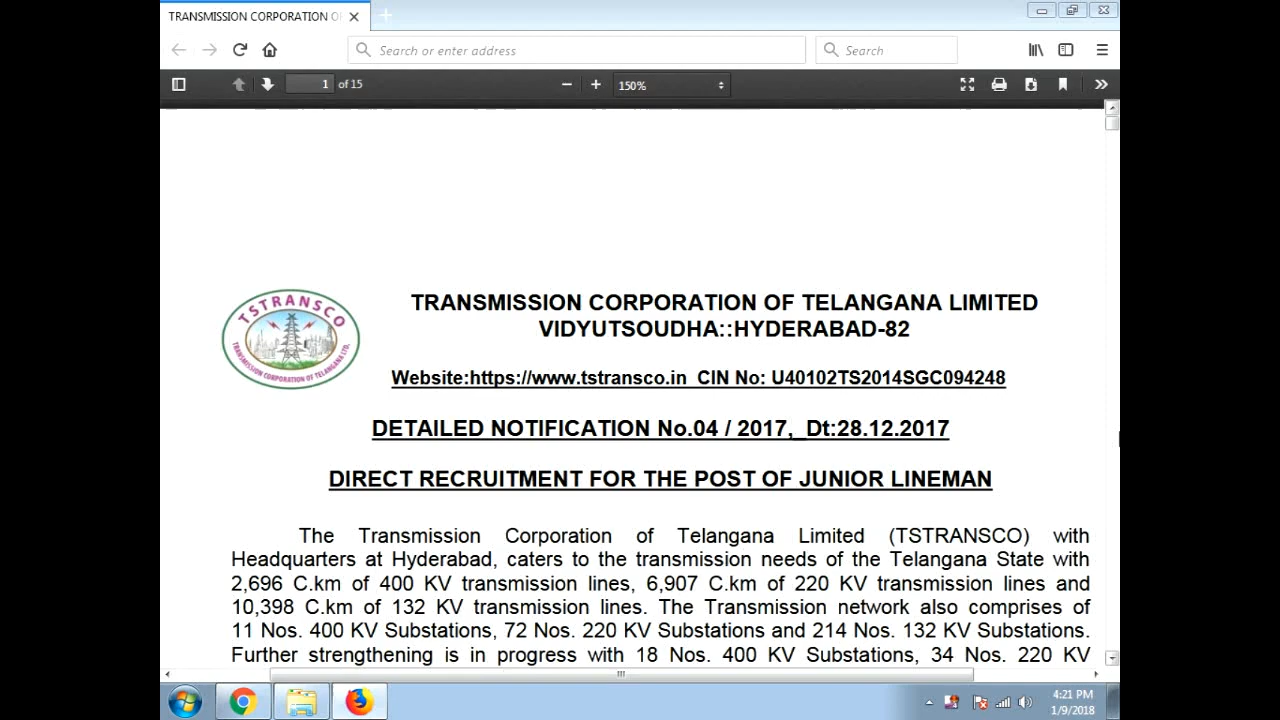 TRANSMISSION CORPORATION O
Search or enter address
Search
1 of 15
150%
TSTRANSCO
TRANSMISSION CORPORATION OF TELANGANA LTD.
TRANSMISSION CORPORATION OF TELANGANA LIMITED
VIDYUTSOUDHA::HYDERABAD-82
Website:https://www.tstransco.in CIN No: U40102TS2014SGC094248
DETAILED NOTIFICATION No.04 / 2017,_Dt:28.12.2017
DIRECT RECRUITMENT FOR THE POST OF JUNIOR LINEMAN
The Transmission Corporation of Telangana Limited (TSTRANSCO) with
Headquarters at Hyderabad, caters to the transmission needs of the Telangana State with
2,696 C.km of 400 KV transmission lines, 6,907 C.km of 220 KV transmission lines and
10,398 C.km of 132 KV transmission lines. The Transmission network also comprises of
11 Nos. 400 KV Substations, 72 Nos. 220 KV Substations and 214 Nos. 132 KV Substations.
Further strengthening is in progress with 18 Nos. 400 KV Substations, 34 Nos. 220 KV
4:21 PM
1/9/2018